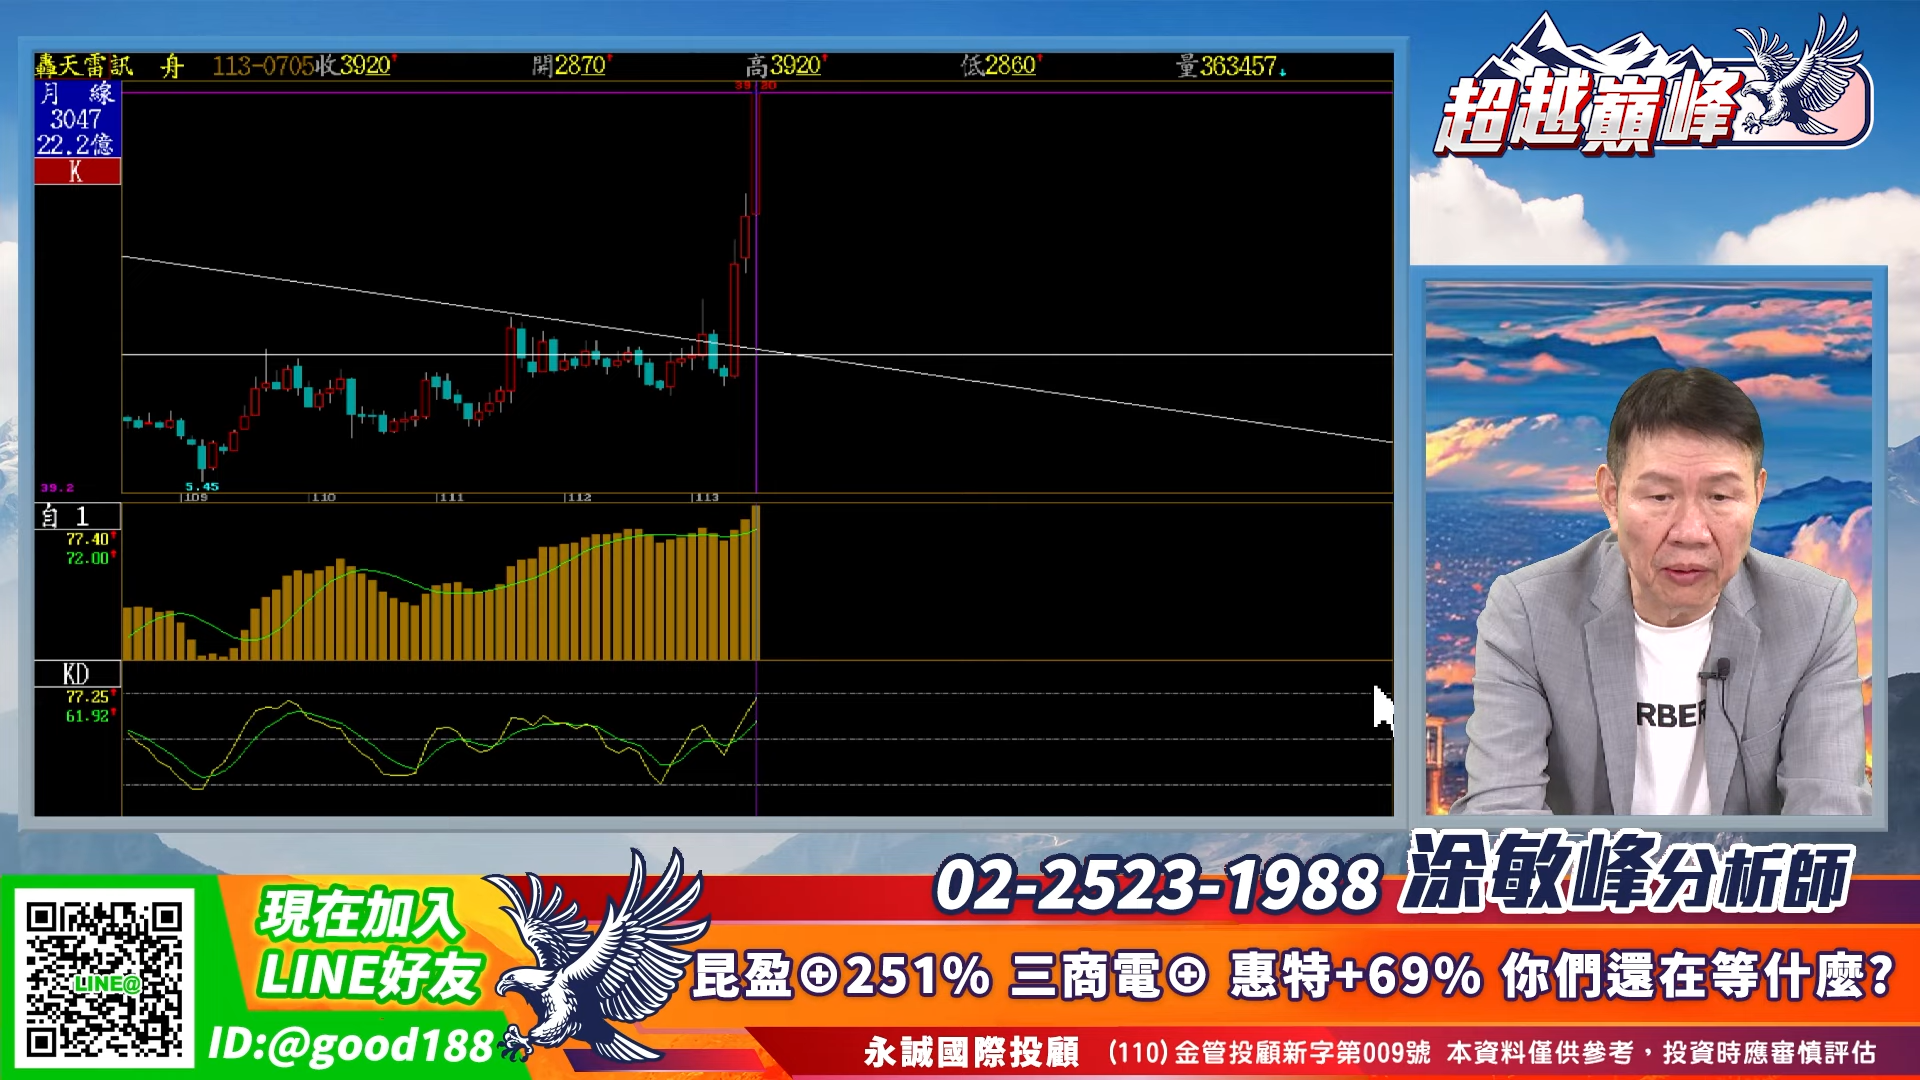 轟天雷訊 舟 113-0705收3920 開2870 高3920 低2860 量363457
月 線
3047
22.2億
K
39 20
39.2
5.45
109 110 111 112 113
自 1
77.40
72.00
KD
77.25
61.92
超越巔峰
RBER
02-2523-1988 涂敏峰分析師
現在加入
LINE好友
LINE@
ID:@good188
昆盈⊕251% 三商電⊕ 惠特+69% 你們還在等什麼?
永誠國際投顧 (110)金管投顧新字第009號 本資料僅供參考，投資時應審慎評估